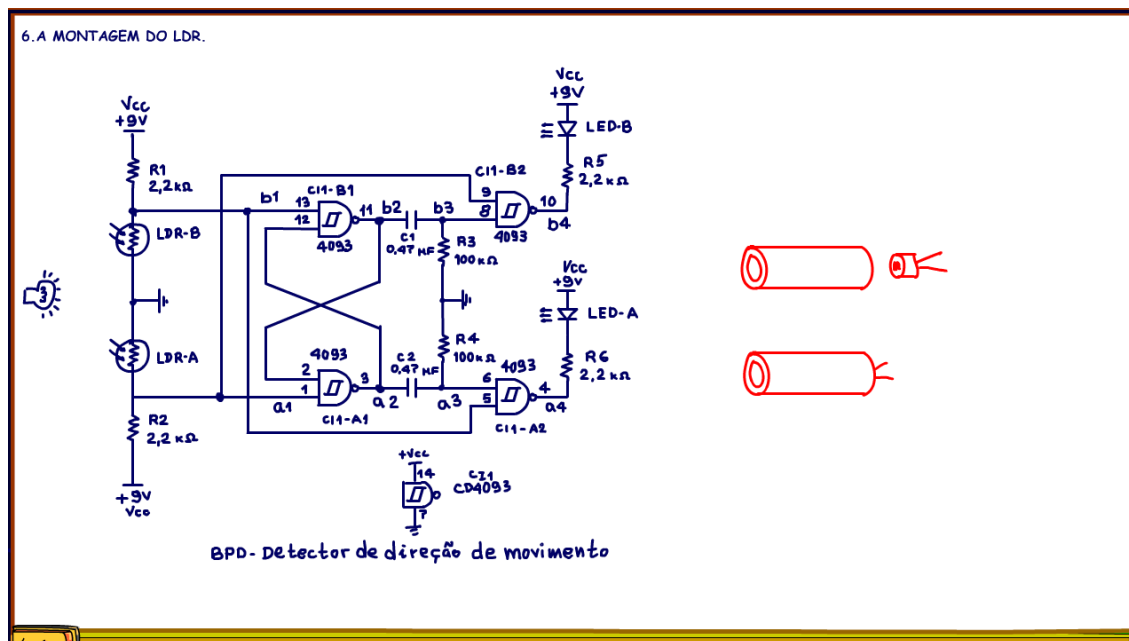 6.A MONTAGEM DO LDR.
Vcc
+9V
R1
2,2kΩ
LDR-B
LDR-A
R2
2,2kΩ
+9V
Vcc
b1
CI1-B1
13
12
11
4093
b2
C1
0,47 µF
b3
R3
100kΩ
CI1-B2
9
8
10
4093
b4
Vcc
+9V
LED-B
R5
2,2kΩ
Vcc
+9V
LED-A
R6
2,2kΩ
4093
2
1
3
a1
CI1-A1
a2
C2
0,47 µF
R4
100kΩ
a3
4093
6
5
4
a4
CI1-A2
+Vcc
14
7
CI1
CD4093
BPD- Detector de direção de movimento